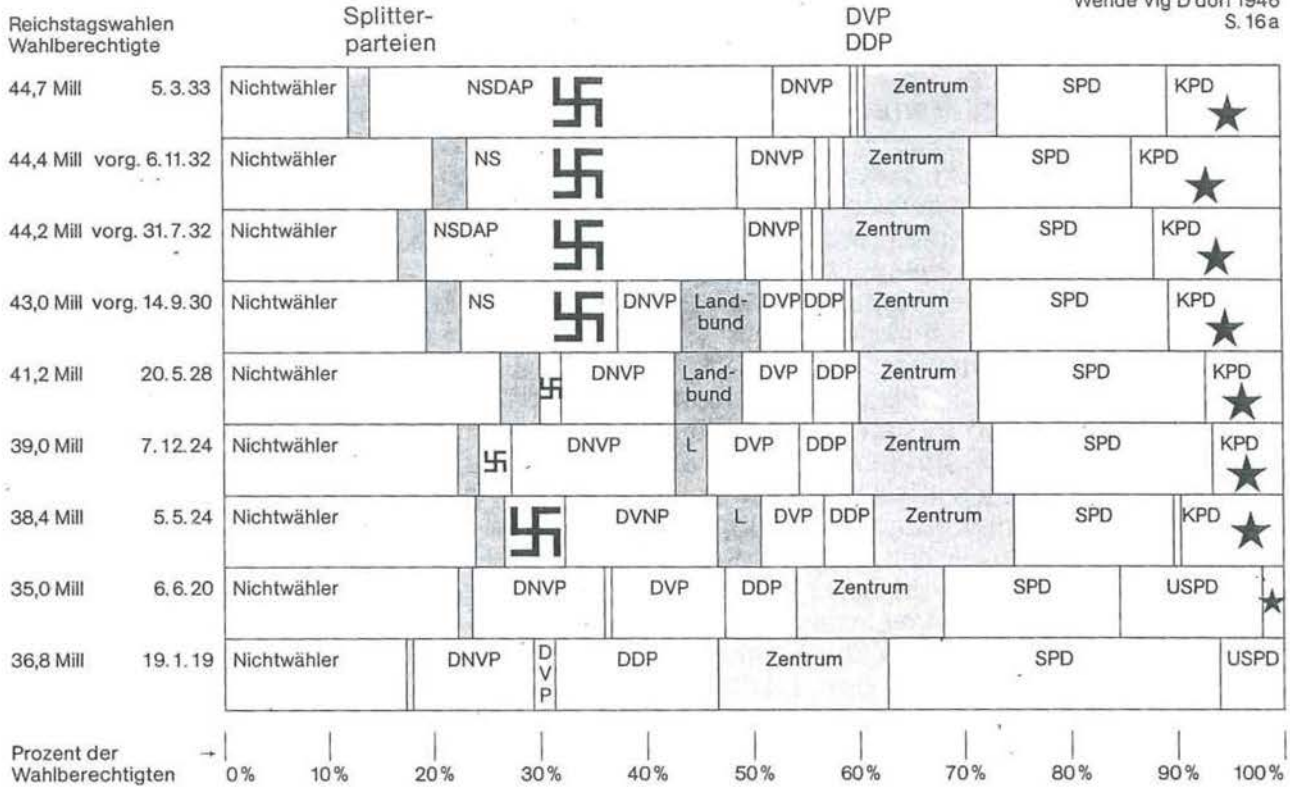 Reichstagswahlen
Wahlberechtigte
Splitter-
parteien
DVP
DDP
Wende Vlg D'dorf 1948
S. 16a
44,7 Mill 5.3.33 Nichtwähler NSDAP DNVP Zentrum SPD KPD
44,4 Mill vorg. 6.11.32 Nichtwähler NS DNVP Zentrum SPD KPD
44,2 Mill vorg. 31.7.32 Nichtwähler NSDAP DNVP Zentrum SPD KPD
43,0 Mill vorg. 14.9.30 Nichtwähler NS DNVP Land-
bund DVP DDP Zentrum SPD KPD
41,2 Mill 20.5.28 Nichtwähler DNVP Land-
bund DVP DDP Zentrum SPD KPD
39,0 Mill 7.12.24 Nichtwähler DNVP L DVP DDP Zentrum SPD KPD
38,4 Mill 5.5.24 Nichtwähler DVNP L DVP DDP Zentrum SPD KPD
35,0 Mill 6.6.20 Nichtwähler DNVP DVP DDP Zentrum SPD USPD
36,8 Mill 19.1.19 Nichtwähler DNVP D
V
P DDP Zentrum SPD USPD
Prozent der →
Wahlberechtigten 0% 10% 20% 30% 40% 50% 60% 70% 80% 90% 100%